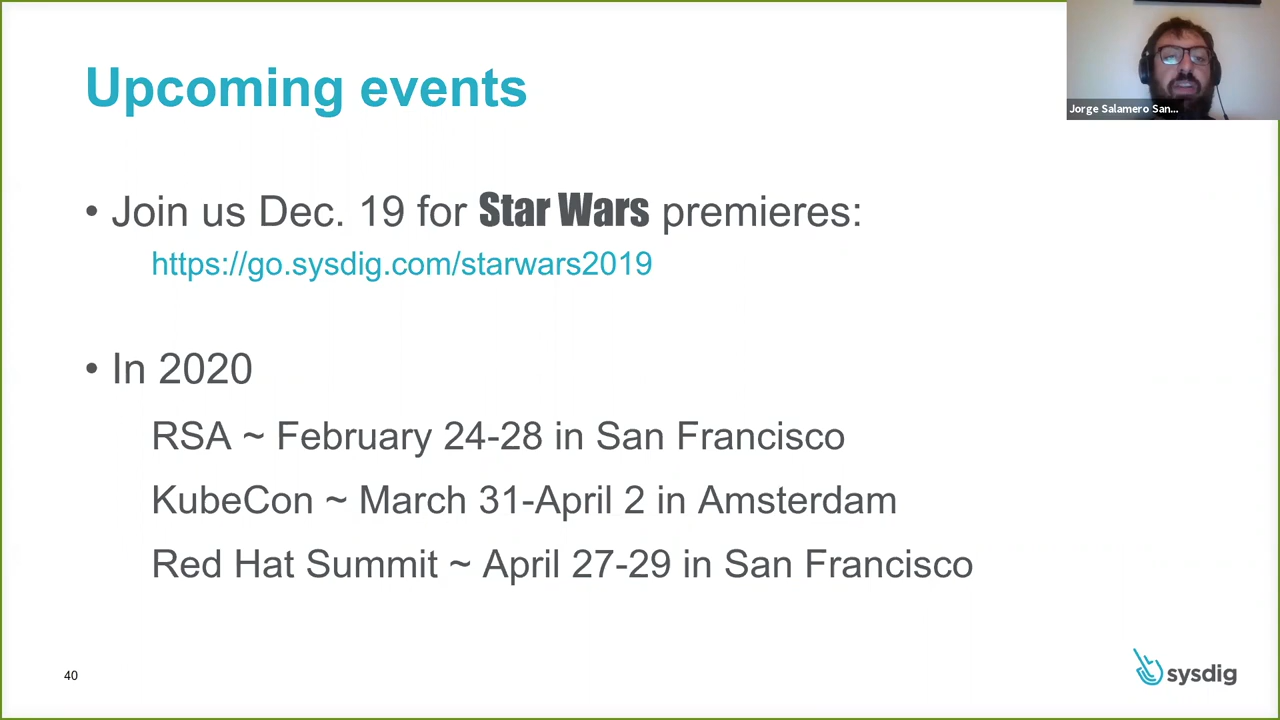 Upcoming events
Jorge Salamero San...
• Join us Dec. 19 for Star Wars premieres:
https://go.sysdig.com/starwars2019
• In 2020
RSA ~ February 24-28 in San Francisco
KubeCon ~ March 31-April 2 in Amsterdam
Red Hat Summit ~ April 27-29 in San Francisco
40
sysdig